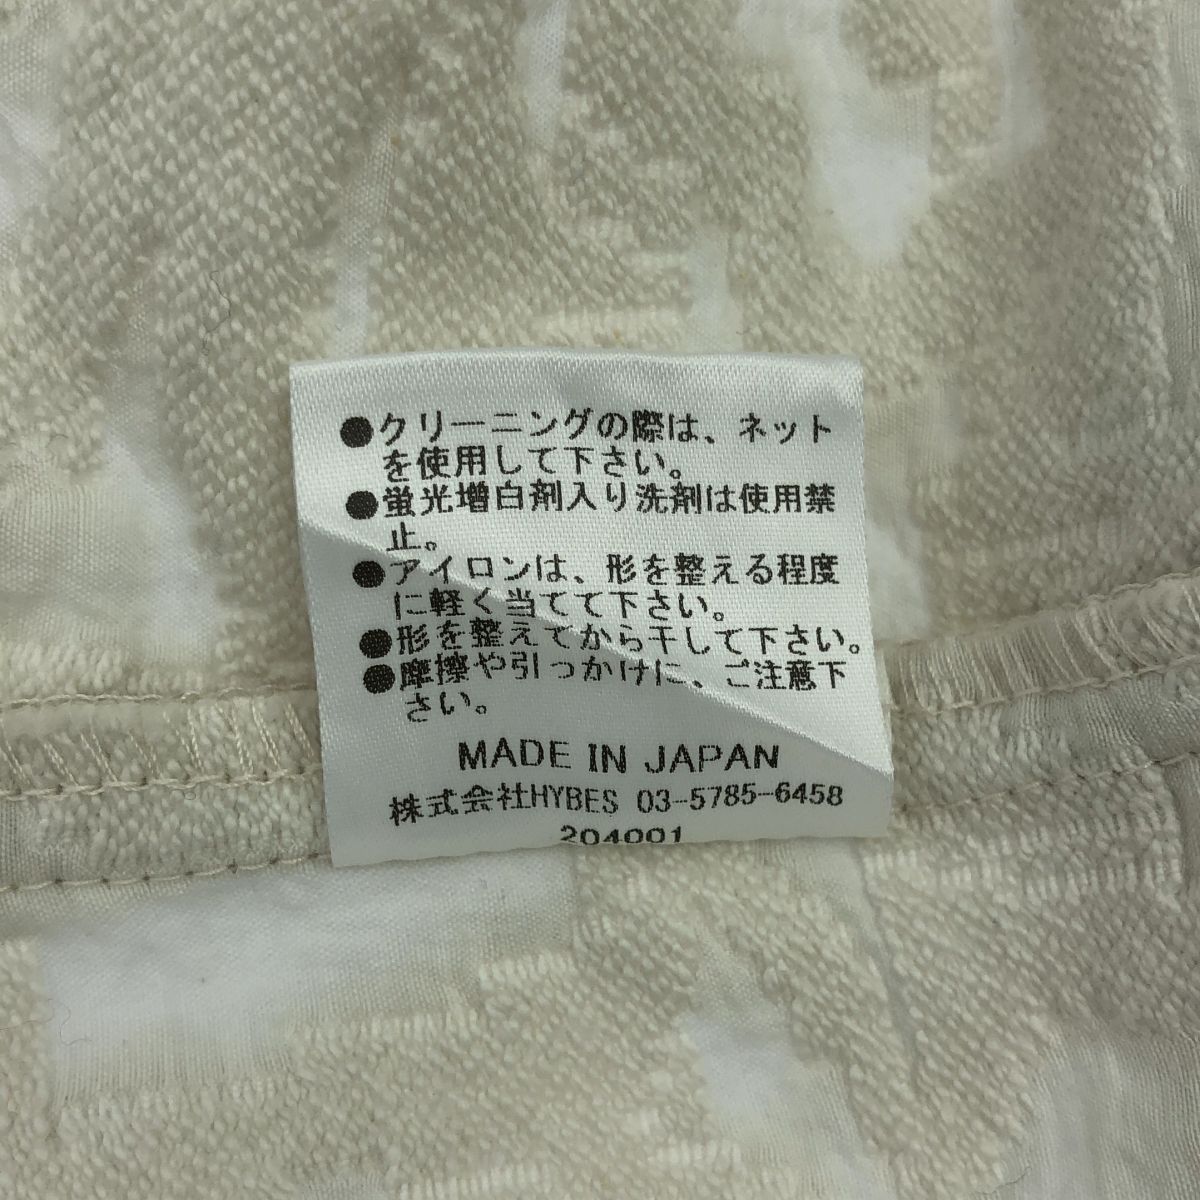 ●クリーニングの際は、ネット
を使用して下さい。
●蛍光増白剤入り洗剤は使用禁
止。
●アイロンは、形を整える程度
に軽く当てて下さい。
●形を整えてから干して下さい。
●摩擦や引っかけに、ご注意下
さい。
MADE IN JAPAN
株式会社HYBES 03-5785-6458
204001